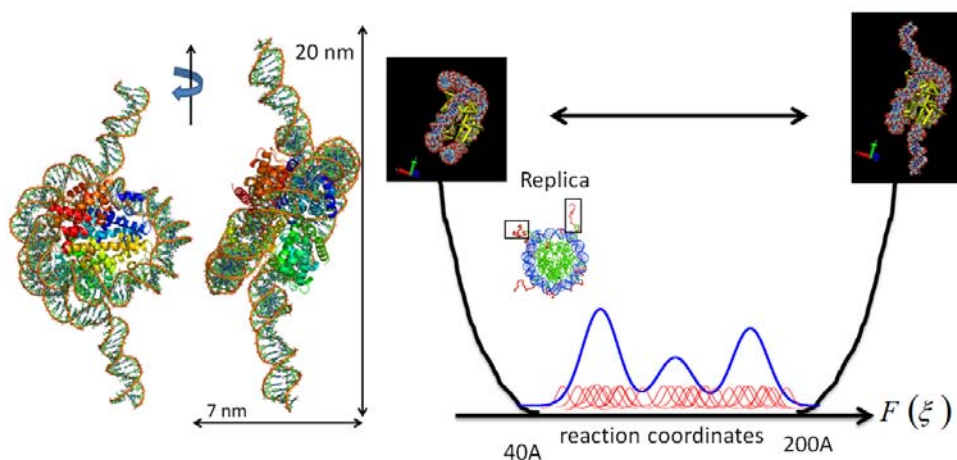 20 nm
7 nm
Replica
F (ξ)
40A
reaction coordinates
200A